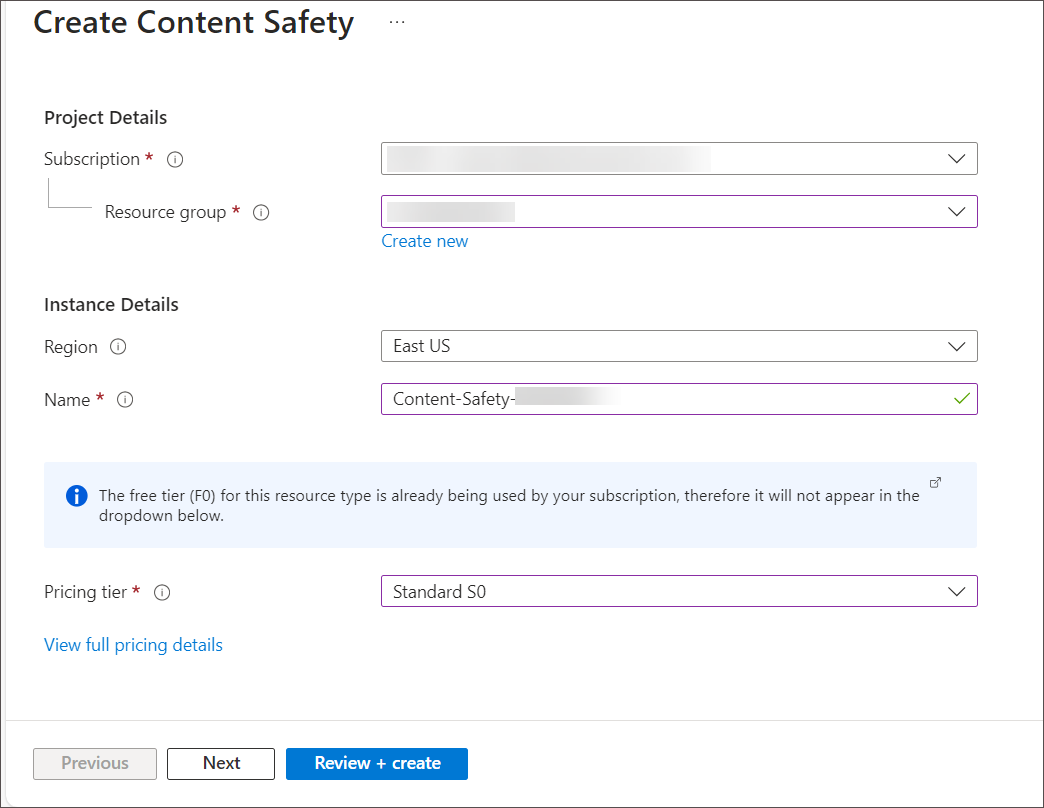 Create Content Safety ...
Project Details
Subscription * 
Resource group *
Create new
Instance Details
Region
East US
Name *
Content-Safety-
The free tier (F0) for this resource type is already being used by your subscription, therefore it will not appear in the
dropdown below.
Pricing tier *
Standard S0
View full pricing details
Previous
Next
Review + create